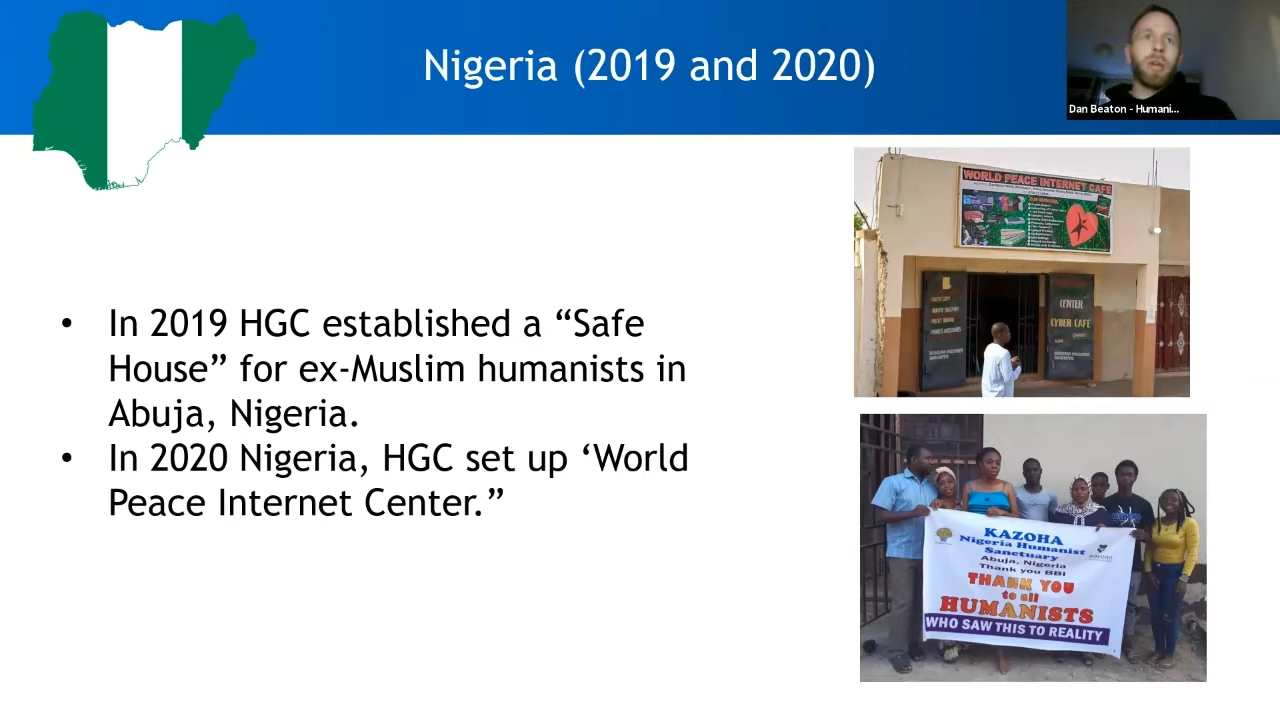 Nigeria (2019 and 2020)
Dan Beaton - Humani...
• In 2019 HGC established a “Safe
House” for ex-Muslim humanists in
Abuja, Nigeria.
• In 2020 Nigeria, HGC set up ‘World
Peace Internet Center.”
WORLD PEACE INTERNET CAFE
CENTER
CYBER CAFE
KAZOHA
Nigeria Humanist
Sanctuary
Abuja, Nigeria
Thank you BBI
THANK YOU
to all
HUMANISTS
WHO SAW THIS TO REALITY